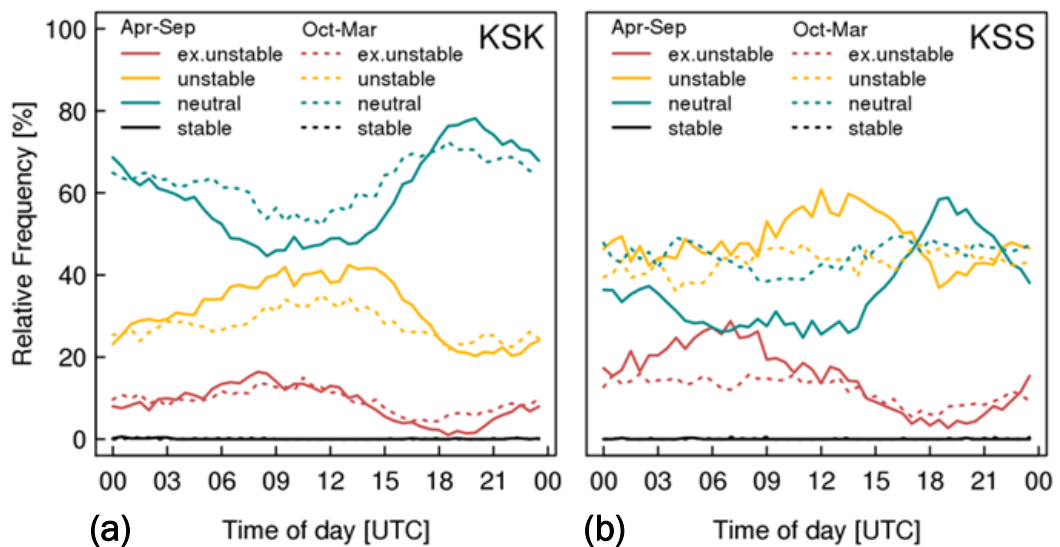 Relative Frequency [%]
100
80
60
40
20
0
Apr-Sep Oct-Mar
ex.unstable ex.unstable
unstable unstable
neutral neutral
stable stable
KSK
00 03 06 09 12 15 18 21 00
(a) Time of day [UTC]
Apr-Sep Oct-Mar
ex.unstable ex.unstable
unstable unstable
neutral neutral
stable stable
KSS
00 03 06 09 12 15 18 21 00
(b) Time of day [UTC]